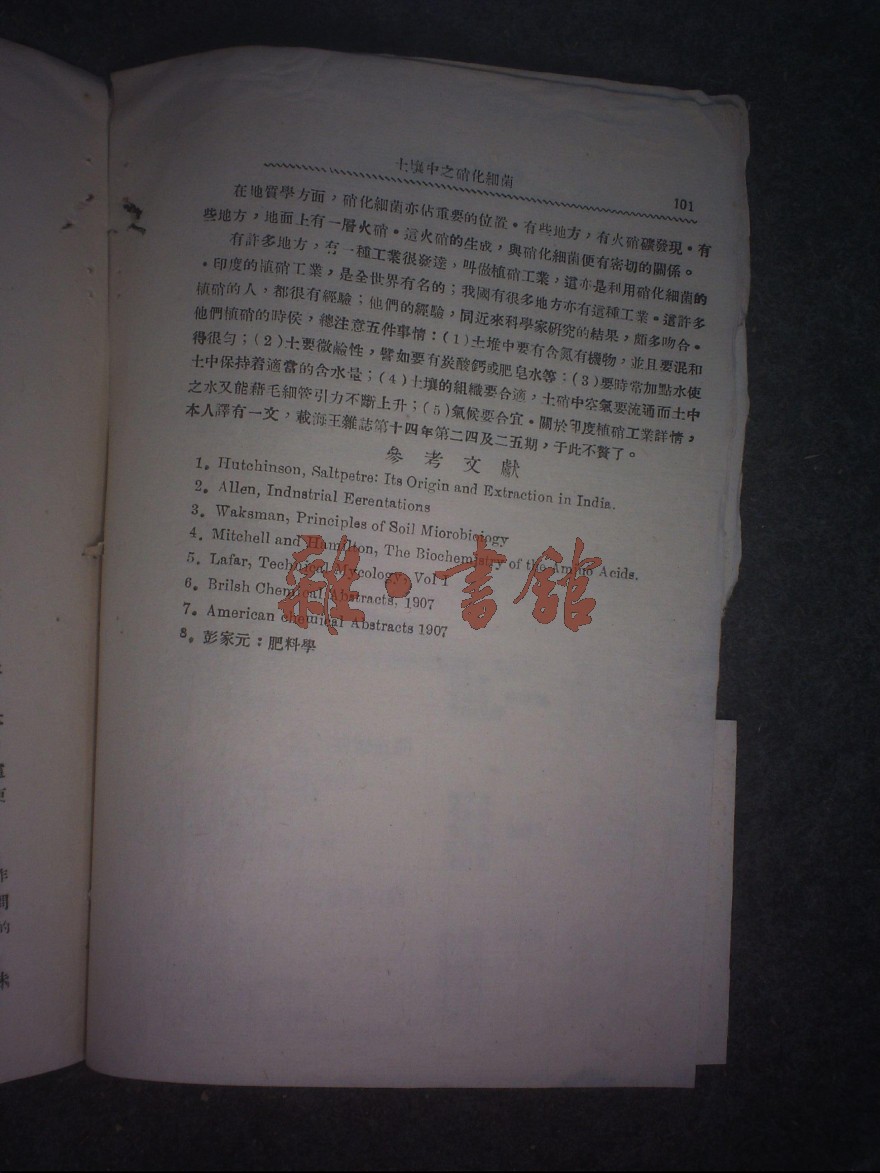 土壤中之硝化細菌
101
在地質學方面，硝化細菌亦佔重要的位置。有些地方，有火硝礦發現。有
些地方，地面上有一層火硝。這火硝的生成，與硝化細菌便有密切的關係。
有許多地方，有一種工業很發達，叫做植硝工業，這亦是利用硝化細菌的
。印度的植硝工業，是全世界有名的；我國有很多地方亦有這種工業。這許多
植硝的人，都很有經驗；他們的經驗，同近來科學家研究的結果，頗多吻合。
他們植硝的時侯，總注意五件事情：(1)土堆中要有含氮有機物，並且要混和
得很匀；(2)土要微鹼性，譬如要有炭酸鈣或肥皂水等；(3)要時常加點水使
土中保持着適當的含水量；(4)土壤的組織要合適，土硝中空氣要流通而土中
之水又能藉毛細管引力不斷上升；(5)氣候要合宜。關於印度植硝工業詳情，
本人譯有一文，載海王雜誌第十四年第二四及二五期，于此不贅了。
參考文獻
1. Hutchinson, Saltpetre: Its Origin and Extraction in India.
2. Allen, Indnstrial Eerentations
3. Waksman, Principles of Soil Miorobiciogy
4. Mitchell and Hamilton, The Biochemistry of the Amino Acids.
5. Lafar, Technical Mycology, Vol 1
6. Brilsh Chemical Abstracts, 1907
7. American chemical Abstracts 1907
8. 彭家元：肥料學
雜·書館